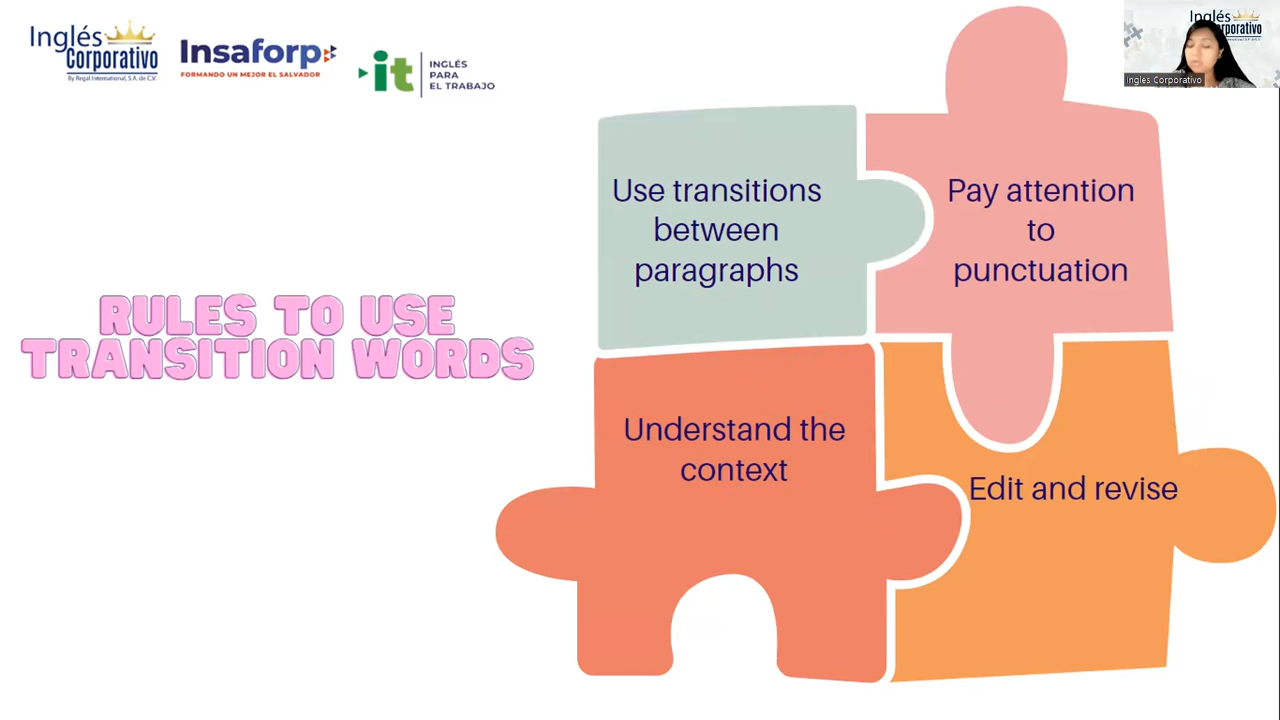 Inglés
Corporativo
By Regal International, S.A. de C.V.
Insaforp
FORMANDO UN MEJOR EL SALVADOR
it
INGLÉS
PARA
EL TRABAJO
Inglés
Corporativo
Ingles Corporativo
RULES TO USE
TRANSITION WORDS
Use transitions
between
paragraphs
Pay attention
to
punctuation
Understand the
context
Edit and revise